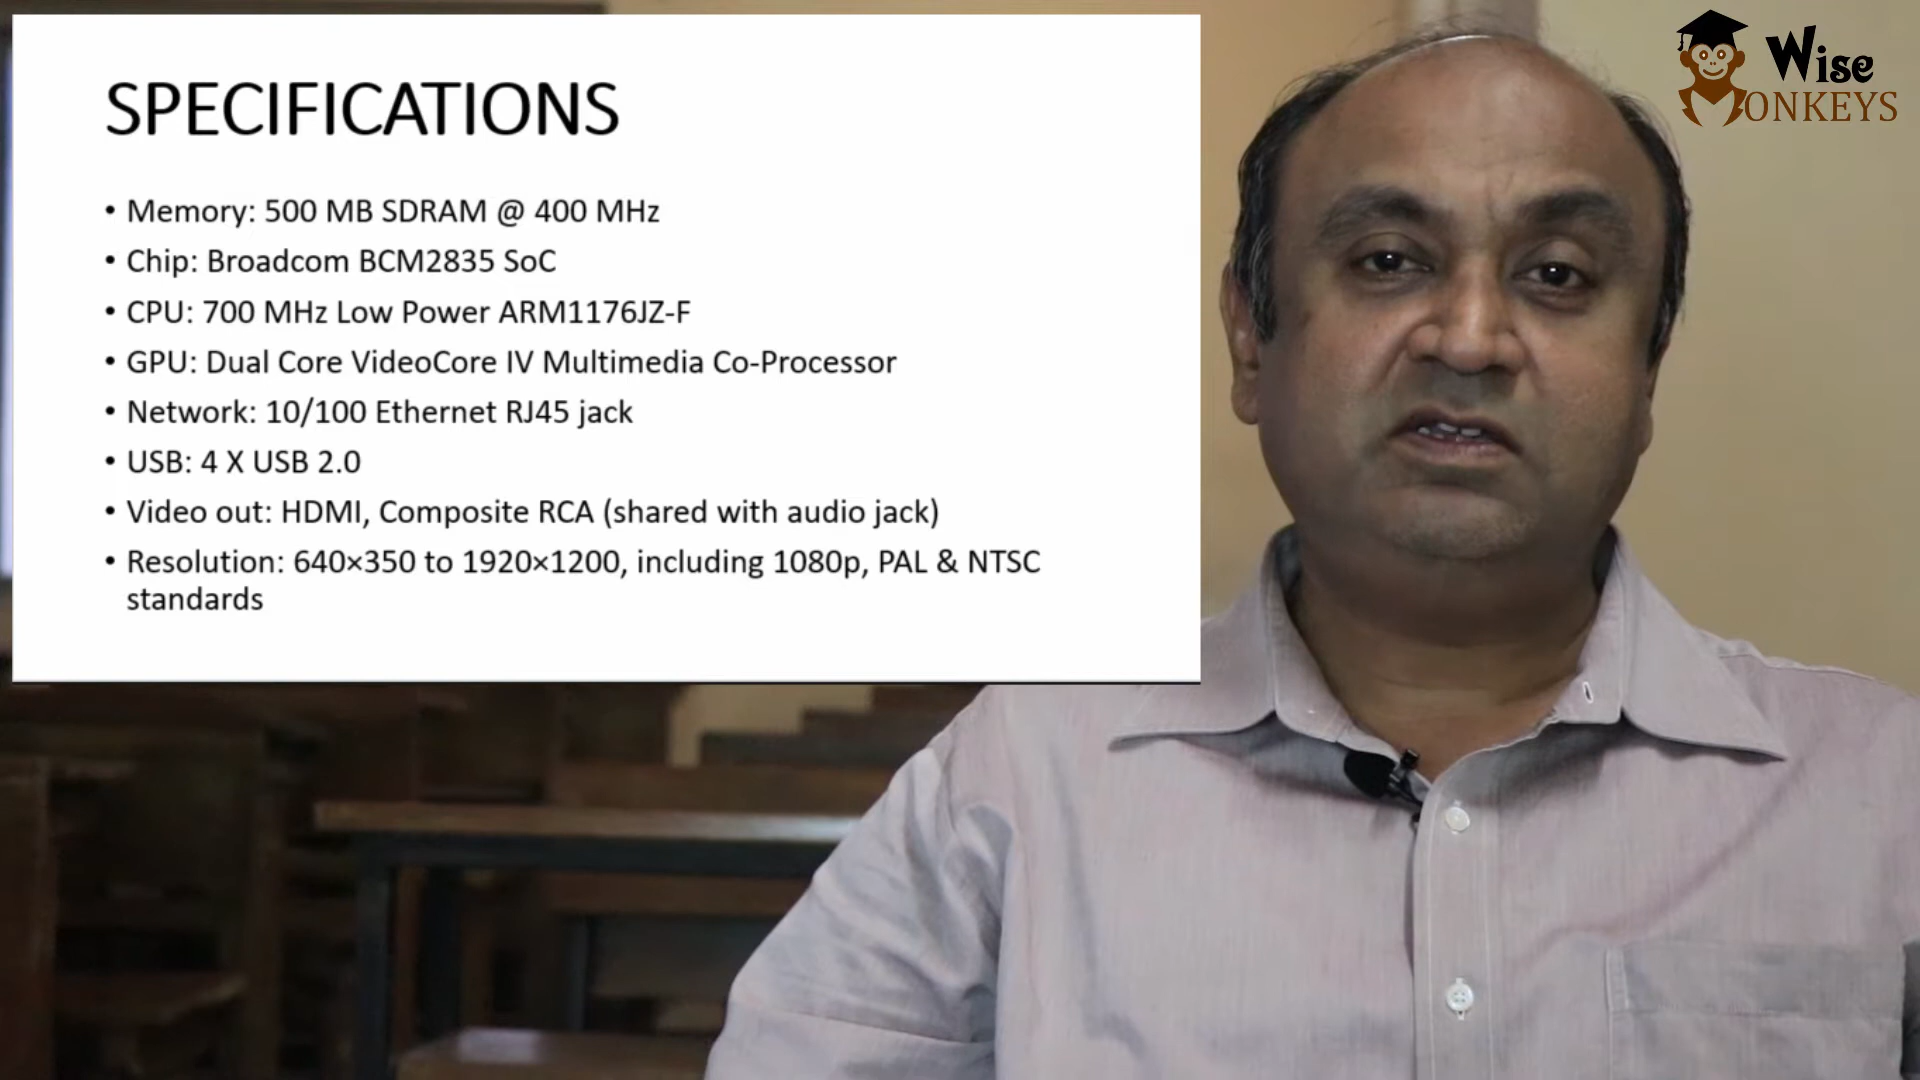 SPECIFICATIONS
• Memory: 500 MB SDRAM @ 400 MHz
• Chip: Broadcom BCM2835 SoC
• CPU: 700 MHz Low Power ARM1176JZ-F
• GPU: Dual Core VideoCore IV Multimedia Co-Processor
• Network: 10/100 Ethernet RJ45 jack
• USB: 4 X USB 2.0
• Video out: HDMI, Composite RCA (shared with audio jack)
• Resolution: 640×350 to 1920×1200, including 1080p, PAL & NTSC
standards
Wise
MONKEYS